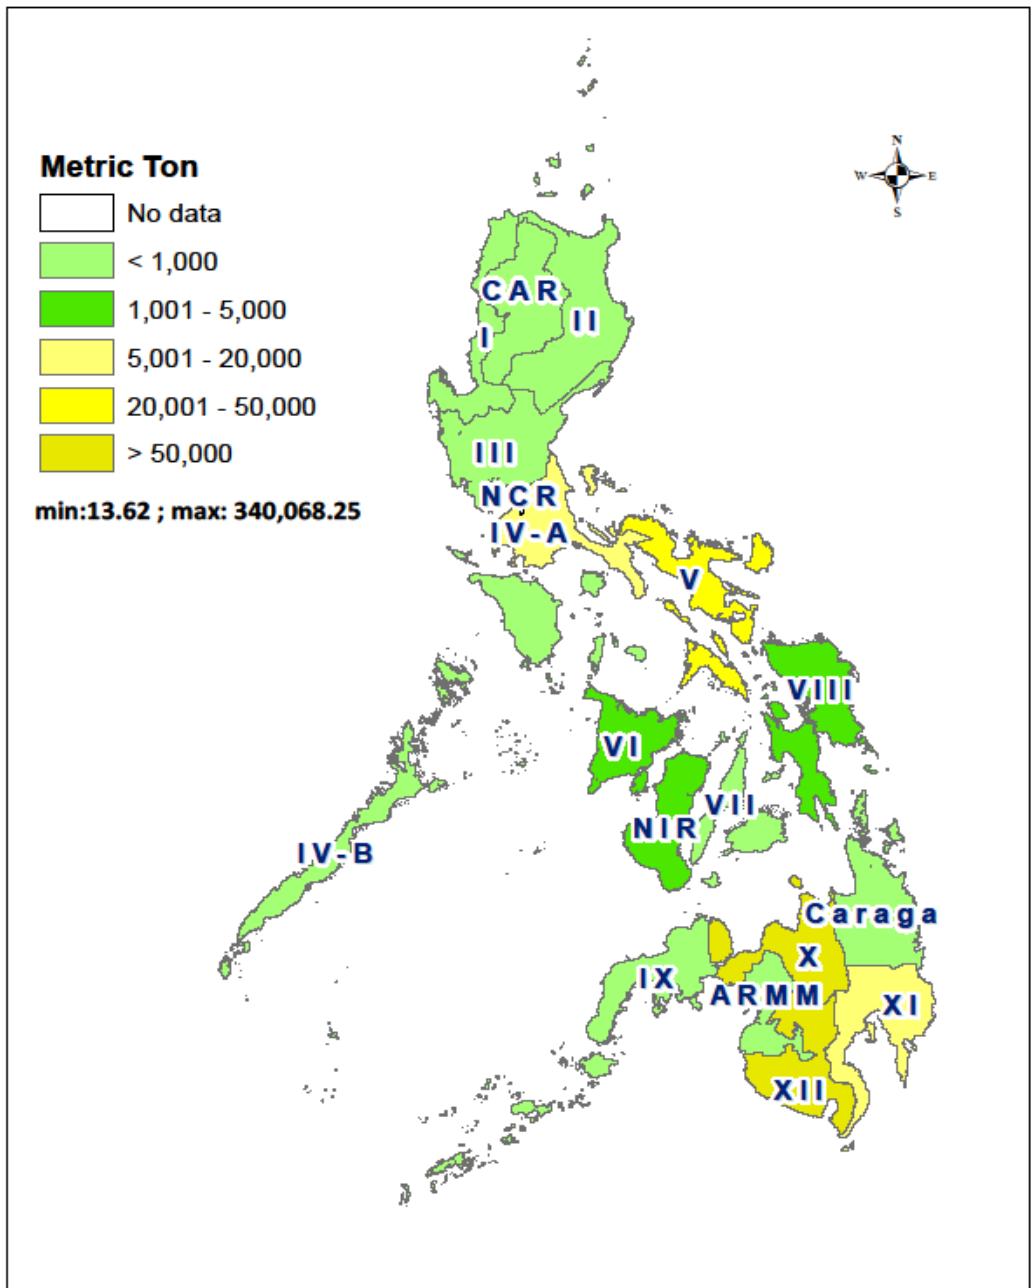 Metric Ton
No data
< 1,000
1,001 - 5,000
5,001 - 20,000
20,001 - 50,000
> 50,000
min:13.62 ; max: 340,068.25
N
W E
S
CAR
II
I
III
NCR
IV-A
V
VIII
VI
VII
NIR
IV-B
Caraga
X
IX
ARMM
XI
XII